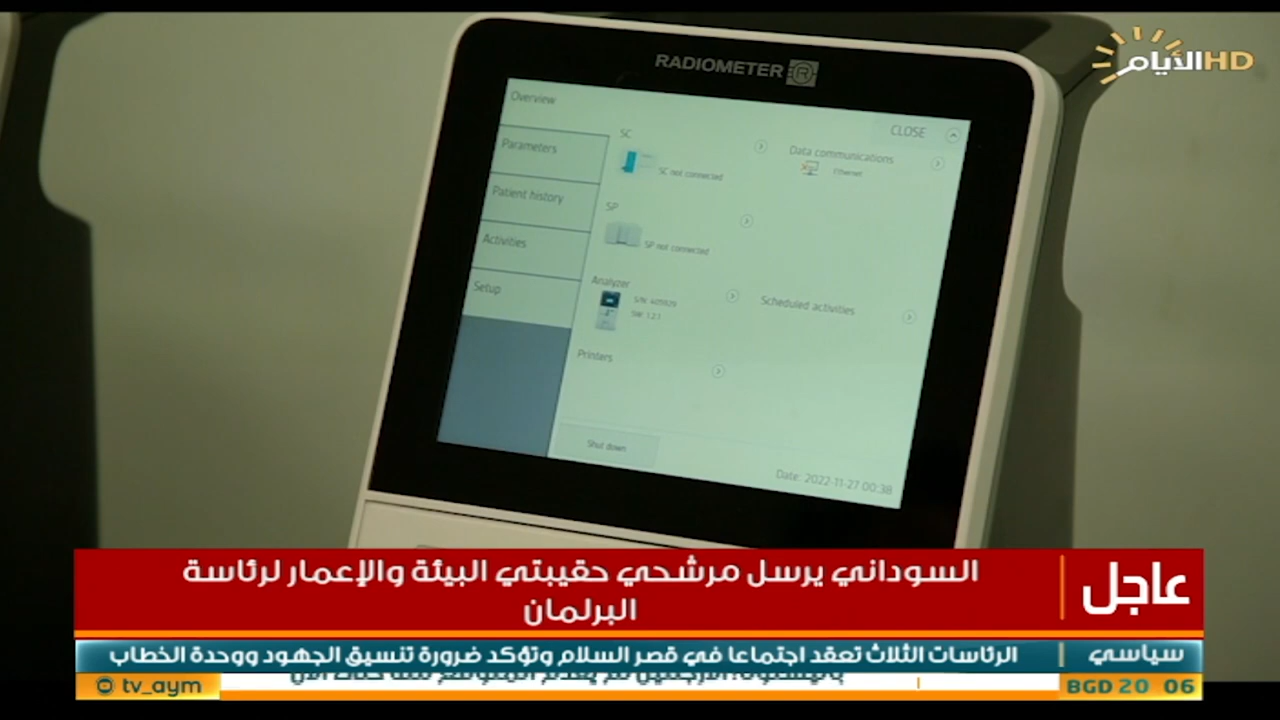 الأيام HD
RADIOMETER
Overview
CLOSE
Parameters
Patient history
Activities
Setup
SC
SC not connected
Data communications
Ethernet
SP
SP not connected
Analyzer
Scheduled activities
Printers
Shut down
Date: 2022-11-27 00:38
عاجل
السوداني يرسل مرشحي حقيبتي البيئة والإعمار لرئاسة
البرلمان
سياسي
الرئاسات الثلاث تعقد اجتماعا في قصر السلام وتؤكد ضرورة تنسيق الجهود ووحدة الخطاب
BGD 20 06
tv_aym